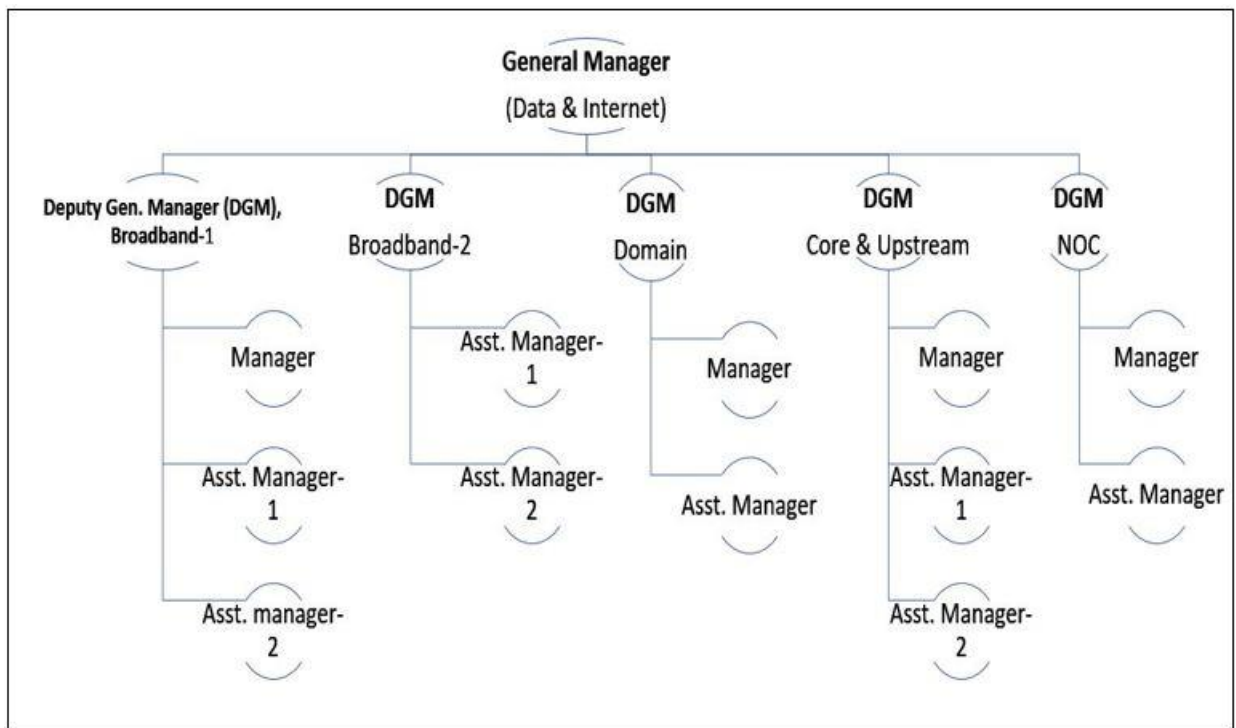 General Manager
(Data & Internet)
Deputy Gen. Manager (DGM),
Broadband-1
DGM
Broadband-2
DGM
Domain
DGM
Core & Upstream
DGM
NOC
Manager
Asst. Manager-
1
Asst. manager-
2
Asst. Manager-
1
Asst. Manager-
2
Manager
Asst. Manager
Manager
Asst. Manager-
1
Asst. Manager-
2
Manager
Asst. Manager